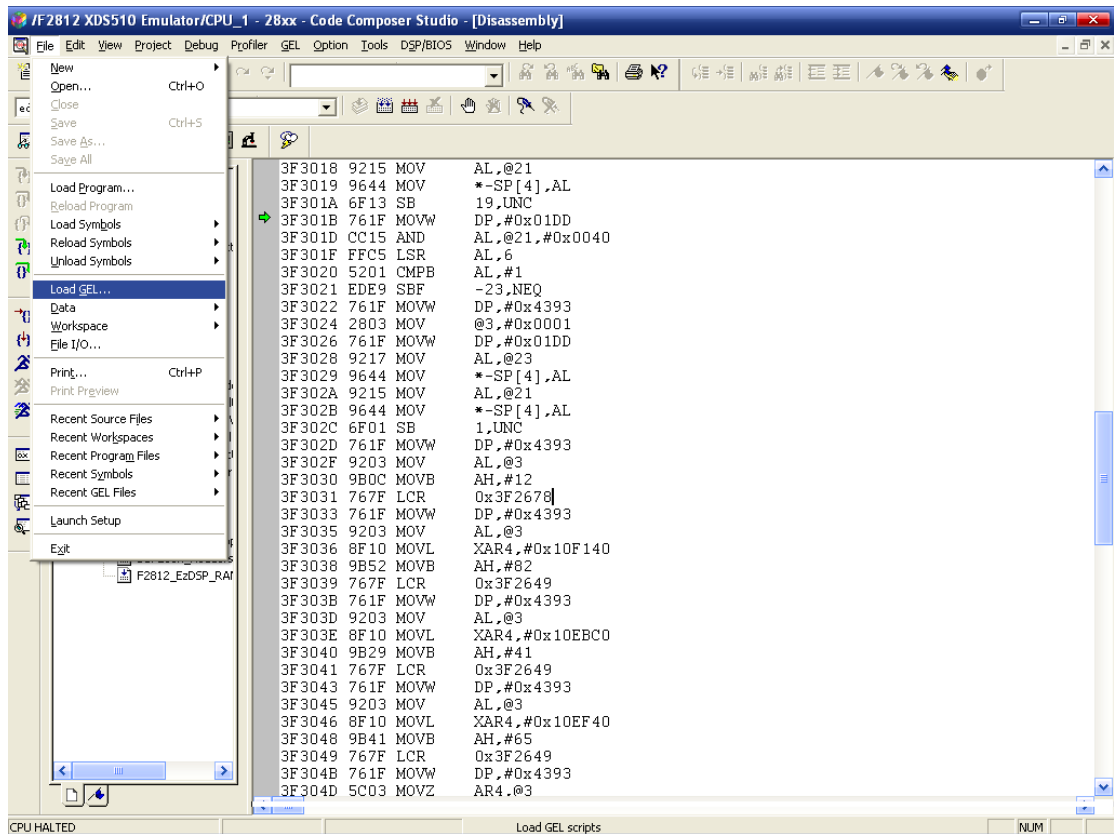 /F2812 XDS510 Emulator/CPU_1 - 28xx - Code Composer Studio - [Disassembly]
File Edit View Project Debug Profiler GEL Option Tools DSP/BIOS Window Help
New
Open... Ctrl+O
Close
Save Ctrl+S
Save As...
Save All
Load Program...
Reload Program
Load Symbols
Reload Symbols
Unload Symbols
Load GEL...
Data
Workspace
File I/O...
Print... Ctrl+P
Print Preview
Recent Source Files
Recent Workspaces
Recent Program Files
Recent Symbols
Recent GEL Files
Launch Setup
Exit
F2812_EzDSP_RAM
3F3018 9215 MOV AL,@21
3F3019 9644 MOV *-SP[4],AL
3F301A 6F13 SB 19,UNC
3F301B 761F MOVW DP,#0x01DD
3F301D CC15 AND AL,@21,#0x0040
3F301F FFC5 LSR AL,6
3F3020 5201 CMPB AL,#1
3F3021 EDE9 SBF -23,NEQ
3F3022 761F MOVW DP,#0x4393
3F3024 2803 MOV @3,#0x0001
3F3026 761F MOVW DP,#0x01DD
3F3028 9217 MOV AL,@23
3F3029 9644 MOV *-SP[4],AL
3F302A 9215 MOV AL,@21
3F302B 9644 MOV *-SP[4],AL
3F302C 6F01 SB 1,UNC
3F302D 761F MOVW DP,#0x4393
3F302F 9203 MOV AL,@3
3F3030 9B0C MOVB AH,#12
3F3031 767F LCR 0x3F2678
3F3033 761F MOVW DP,#0x4393
3F3035 9203 MOV AL,@3
3F3036 8F10 MOVL XAR4,#0x10F140
3F3038 9B52 MOVB AH,#82
3F3039 767F LCR 0x3F2649
3F303B 761F MOVW DP,#0x4393
3F303D 9203 MOV AL,@3
3F303E 8F10 MOVL XAR4,#0x10EBC0
3F3040 9B29 MOVB AH,#41
3F3041 767F LCR 0x3F2649
3F3043 761F MOVW DP,#0x4393
3F3045 9203 MOV AL,@3
3F3046 8F10 MOVL XAR4,#0x10EF40
3F3048 9B41 MOVB AH,#65
3F3049 767F LCR 0x3F2649
3F304B 761F MOVW DP,#0x4393
3F304D 5C03 MOVZ AR4,@3
CPU HALTED Load GEL scripts NUM